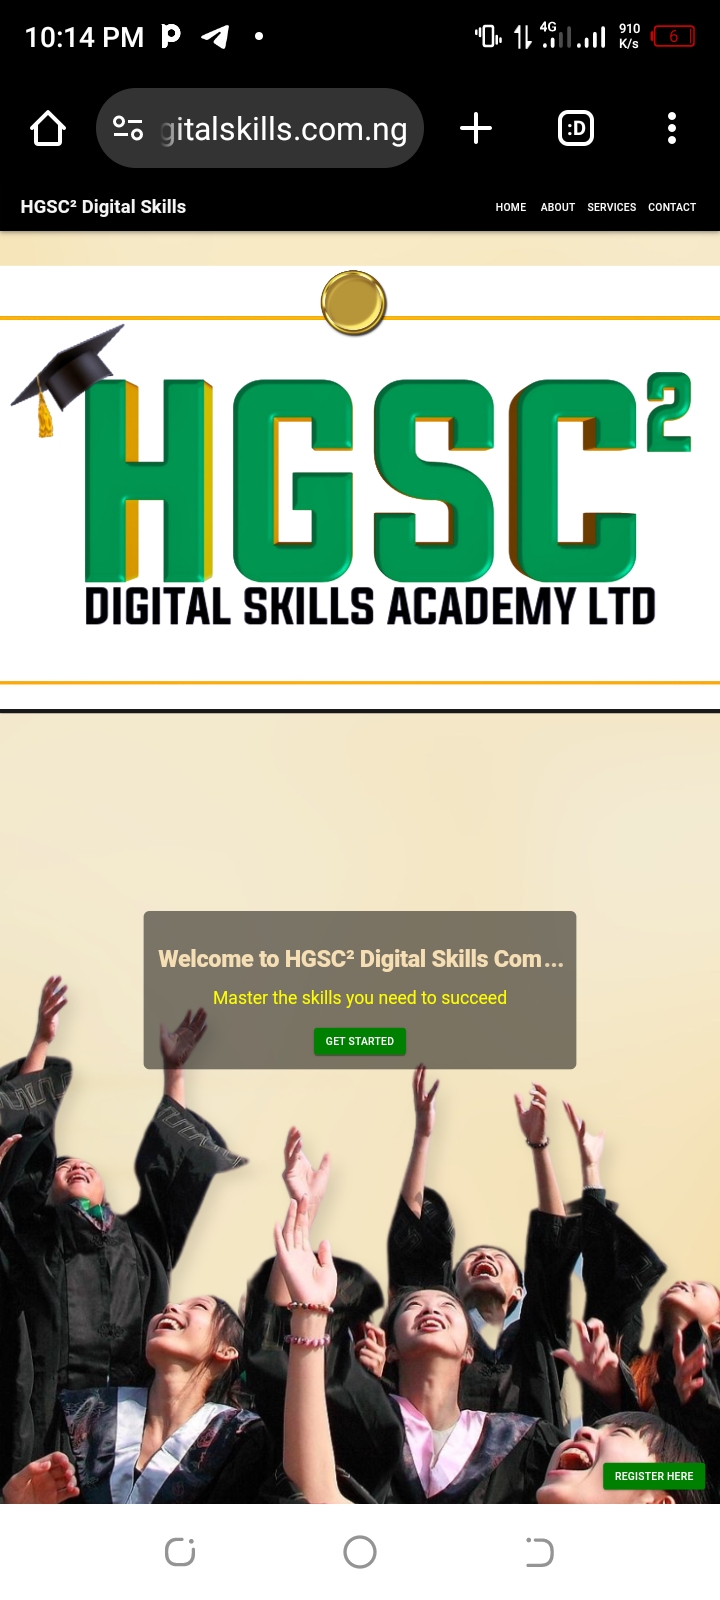 10:14 PM
4G
910
K/s
6
gitalskills.com.ng
:D
HGSC² Digital Skills
HOME ABOUT SERVICES CONTACT
HGSC²
DIGITAL SKILLS ACADEMY LTD
Welcome to HGSC² Digital Skills Com...
Master the skills you need to succeed
GET STARTED
REGISTER HERE